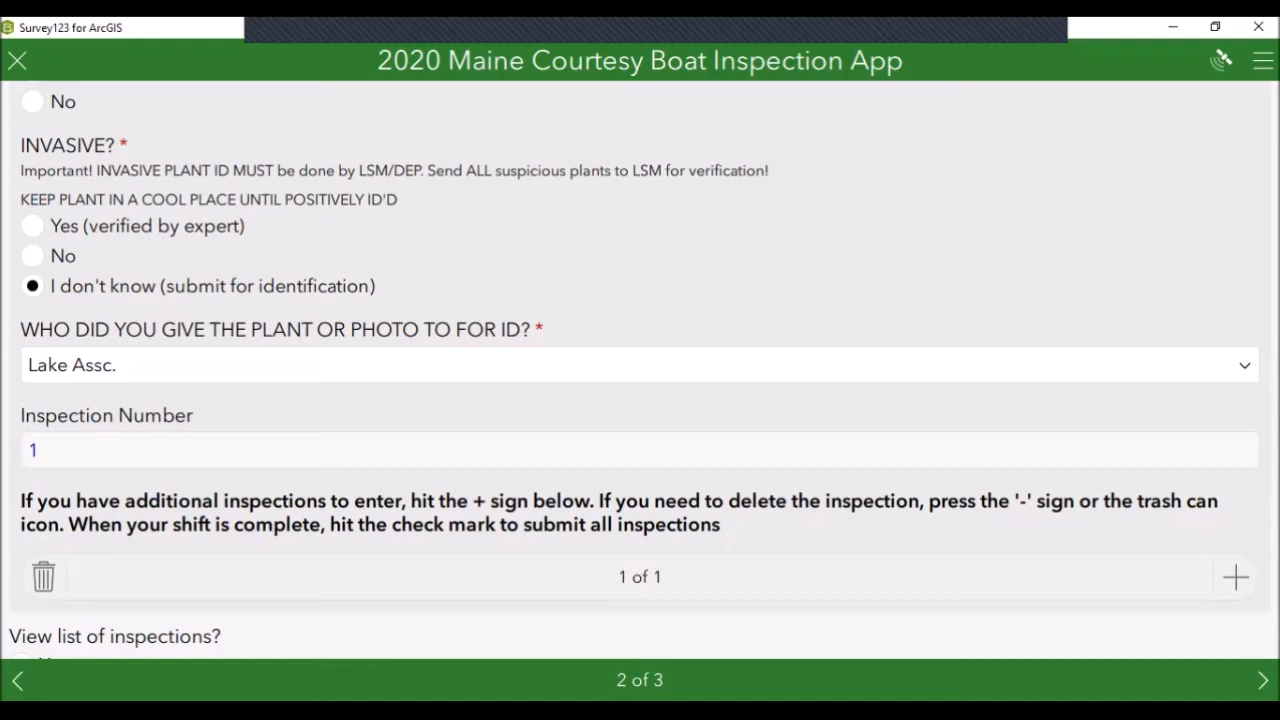 Survey123 for ArcGIS
2020 Maine Courtesy Boat Inspection App
No
INVASIVE? *
Important! INVASIVE PLANT ID MUST be done by LSM/DEP. Send ALL suspicious plants to LSM for verification!
KEEP PLANT IN A COOL PLACE UNTIL POSITIVELY ID'D
Yes (verified by expert)
No
I don't know (submit for identification)
WHO DID YOU GIVE THE PLANT OR PHOTO TO FOR ID? *
Lake Assc.
Inspection Number
1
If you have additional inspections to enter, hit the + sign below. If you need to delete the inspection, press the '-' sign or the trash can
icon. When your shift is complete, hit the check mark to submit all inspections
1 of 1
View list of inspections?
2 of 3